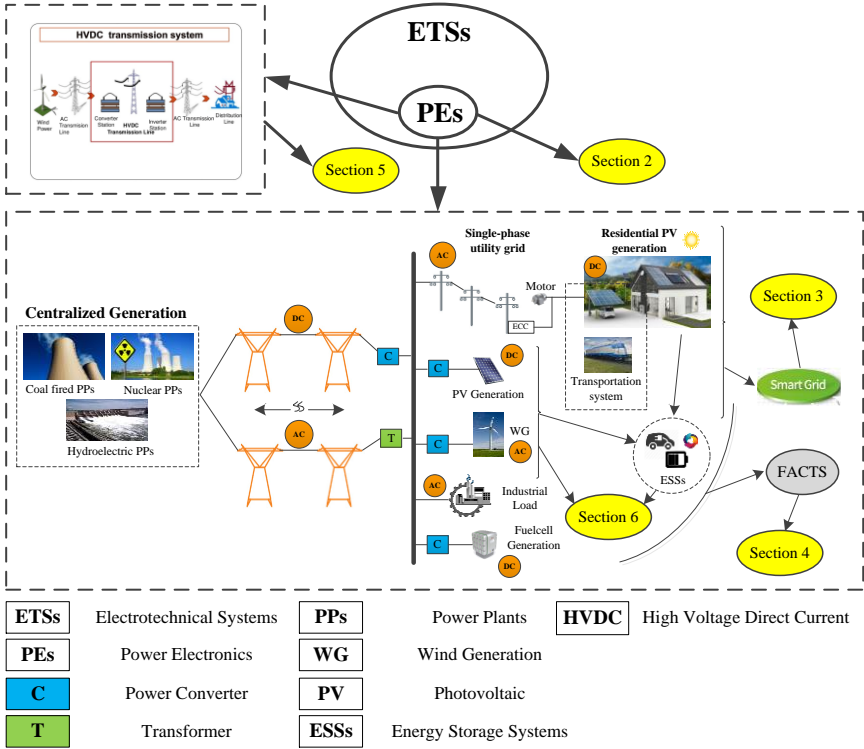 HVDC transmission system
Wind
Power
AC
Transmision
Line
Converter
Station
HVDC
Transmission Line
Inverter
Station
AC Transmission
Line
Distribution
Line
ETSs
PEs
Section 5
Section 2
Centralized Generation
Coal fired PPs
Nuclear PPs
Hydroelectric PPs
DC
AC
C
T
Single-phase
utility grid
AC
ECC
Motor
Residential PV
generation
DC
Transportation
system
C
DC
PV Generation
C
WG
AC
AC
Industrial
Load
C
Fuelcell
Generation
DC
ESSs
Section 6
Section 3
Smart Grid
FACTS
Section 4
ETSs Electrotechnical Systems PPs Power Plants HVDC High Voltage Direct Current
PEs Power Electronics WG Wind Generation
C Power Converter PV Photovoltaic
T Transformer ESSs Energy Storage Systems